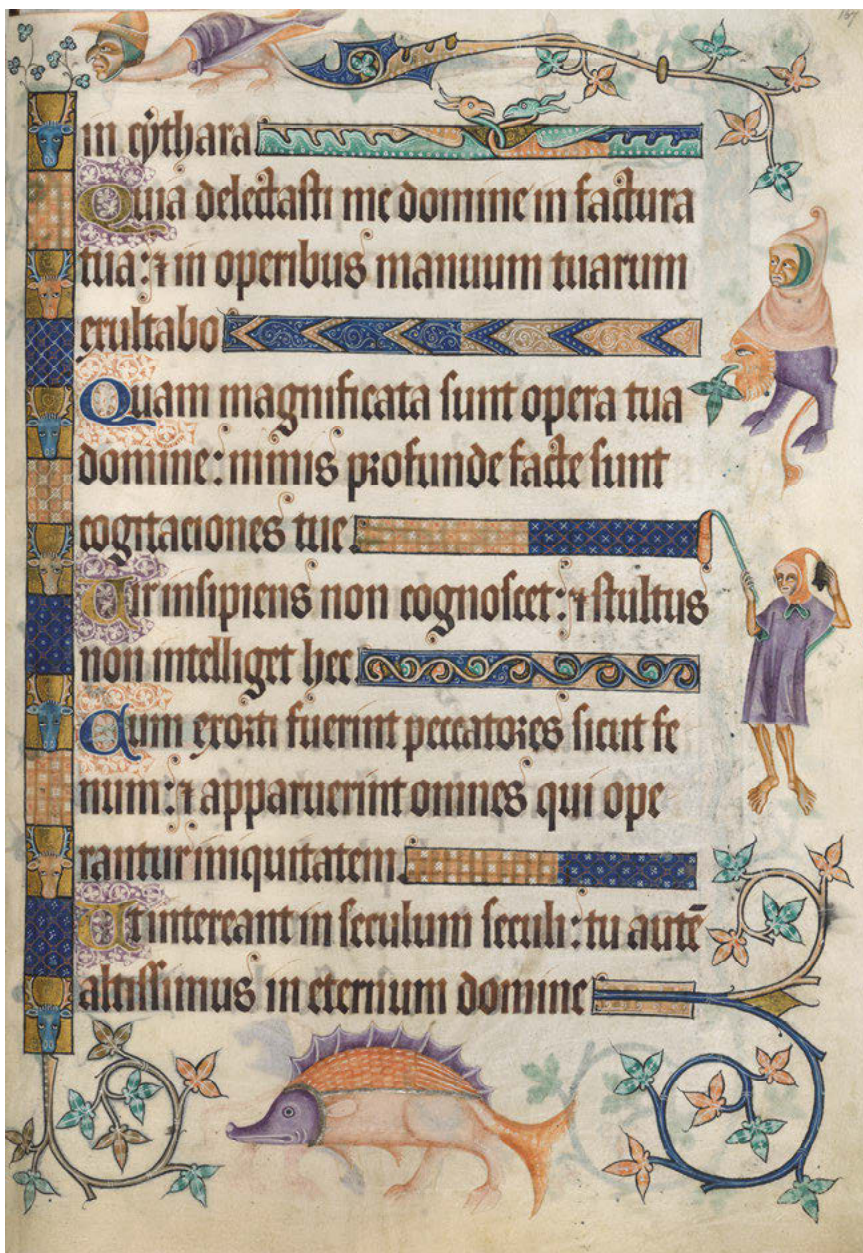 in cythara
Quia delectasti me domine in factura
tua: ⁊ in operibus manuum tuarum
exultabo
Quam magnificata sunt opera tua
domine: nimis profunde facte sunt
cogitaciones tue
Vir insipiens non cognoscet: ⁊ stultus
non intelliget hec
Cum exorti fuerint peccatores sicut fe
num: ⁊ apparuerint omnes qui ope
rantur iniquitatem
Ut intereant in seculum seculi: tu autē
altissimus in eternum domine